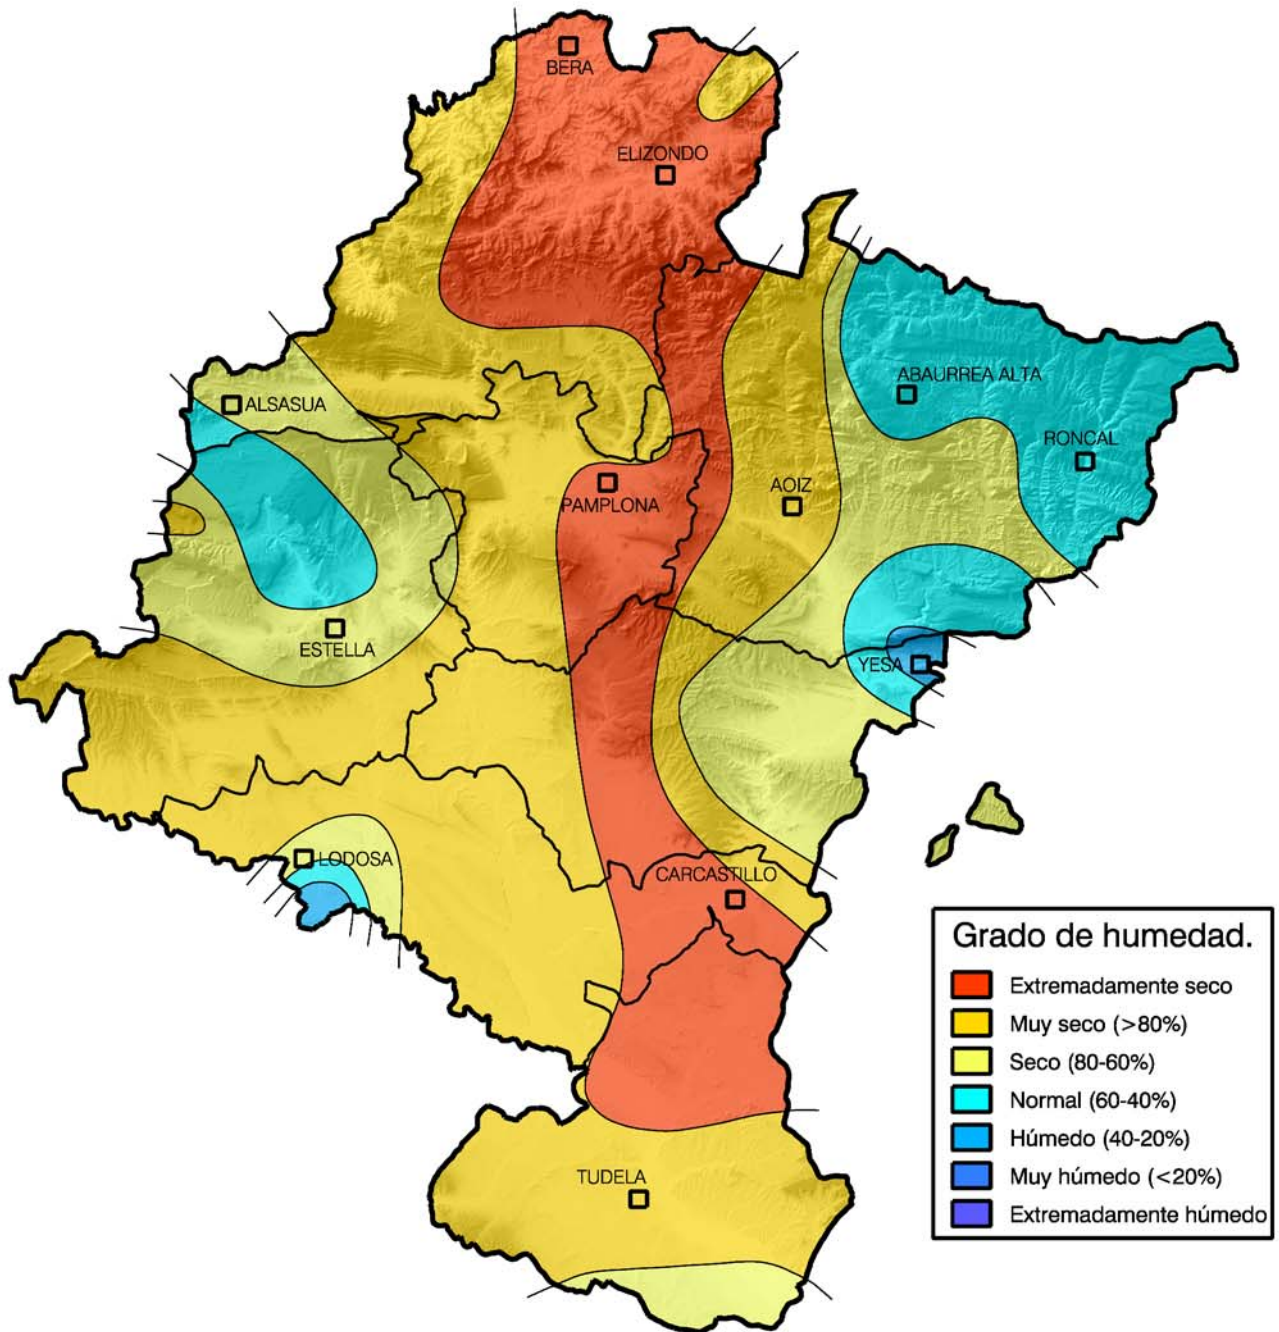 BERA
ELIZONDO
ABAURREA ALTA
ALSASUA
RONCAL
AOIZ
PAMPLONA
ESTELLA
YESA
LODOSA
CARCASTILLO
TUDELA
Grado de humedad.
Extremadamente seco
Muy seco (>80%)
Seco (80-60%)
Normal (60-40%)
Húmedo (40-20%)
Muy húmedo (<20%)
Extremadamente húmedo